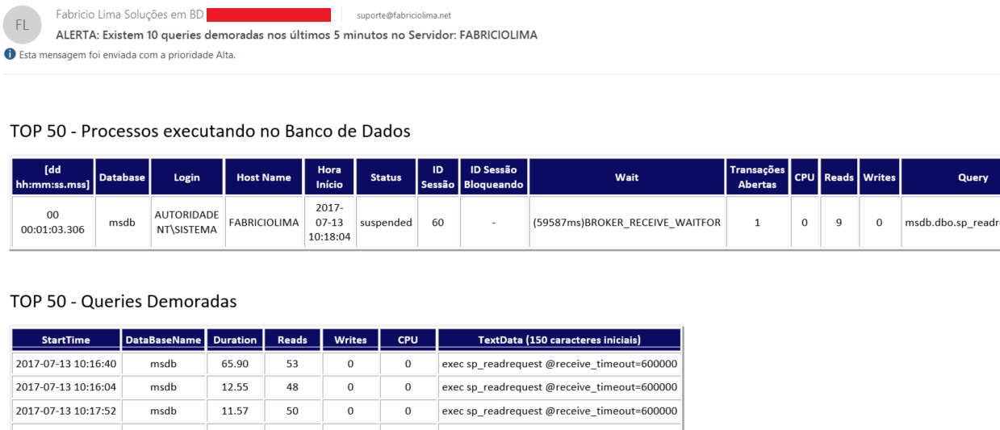 FL
Fabricio Lima Soluções em BD
suporte@fabriciolima.net
ALERTA: Existem 10 queries demoradas nos últimos 5 minutos no Servidor: FABRICIOLIMA
Esta mensagem foi enviada com a prioridade Alta.
TOP 50 - Processos executando no Banco de Dados
[dd hh:mm:ss.mss] Database Login Host Name Hora Início Status ID Sessão ID Sessão Bloqueando Wait Transações Abertas CPU Reads Writes Query
00 00:01:03.306 msdb AUTORIDADE NT\SISTEMA FABRICIOLIMA 2017-07-13 10:18:04 suspended 60 - (59587ms)BROKER_RECEIVE_WAITFOR 1 0 9 0 msdb.dbo.sp_readr
TOP 50 - Queries Demoradas
StartTime DataBaseName Duration Reads Writes CPU TextData (150 caracteres iniciais)
2017-07-13 10:16:40 msdb 65.90 53 0 0 exec sp_readrequest @receive_timeout=600000
2017-07-13 10:16:04 msdb 12.55 48 0 0 exec sp_readrequest @receive_timeout=600000
2017-07-13 10:17:52 msdb 11.57 50 0 0 exec sp_readrequest @receive_timeout=600000